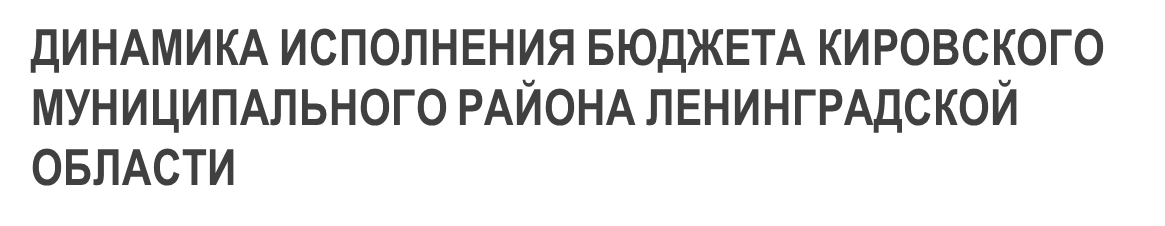 ДИНАМИКА ИСПОЛНЕНИЯ БЮДЖЕТА КИРОВСКОГО
МУНИЦИПАЛЬНОГО РАЙОНА ЛЕНИНГРАДСКОЙ
ОБЛАСТИ